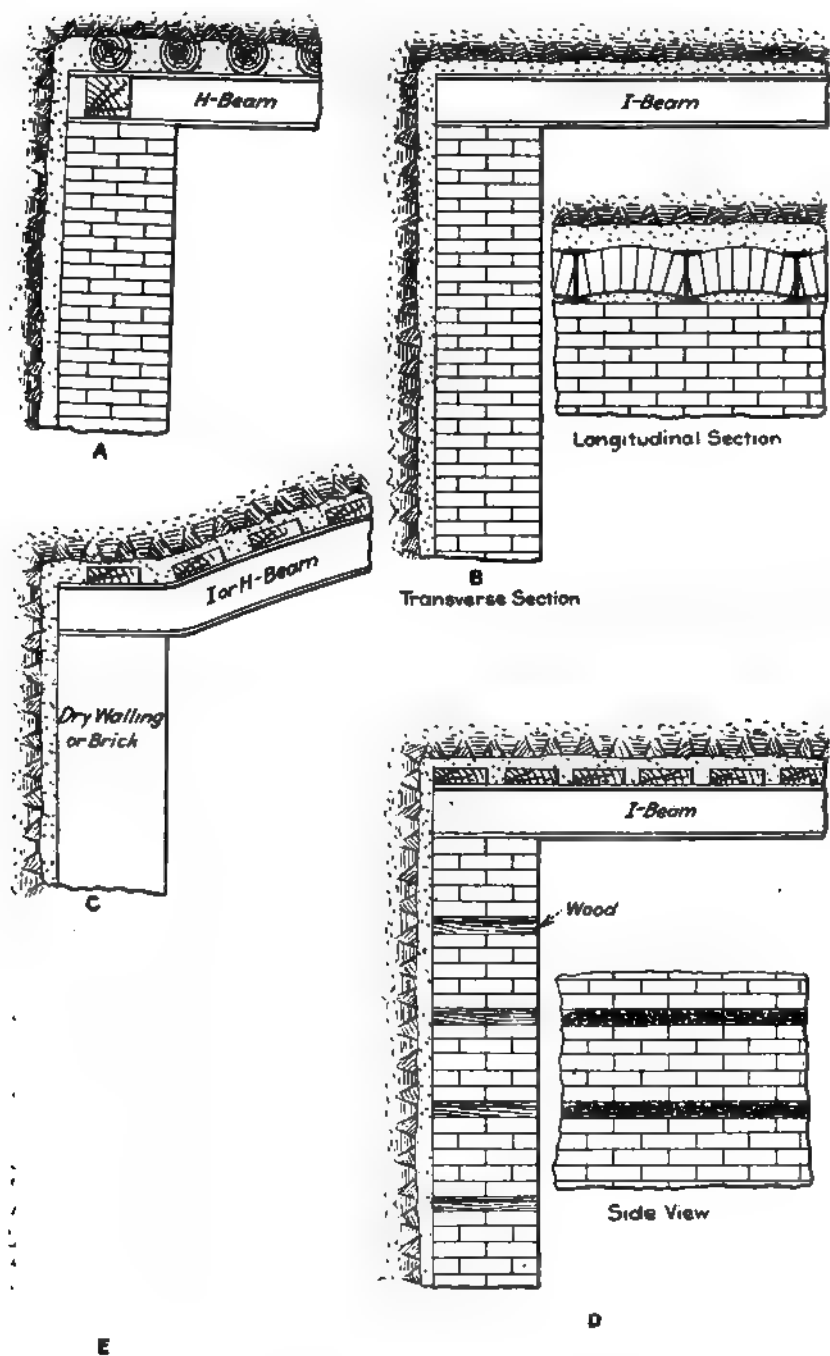 H-Beam
A
I-Beam
Longitudinal Section
B
Transverse Section
I or H-Beam
Dry Walling
or Brick
C
I-Beam
Wood
Side View
D
E